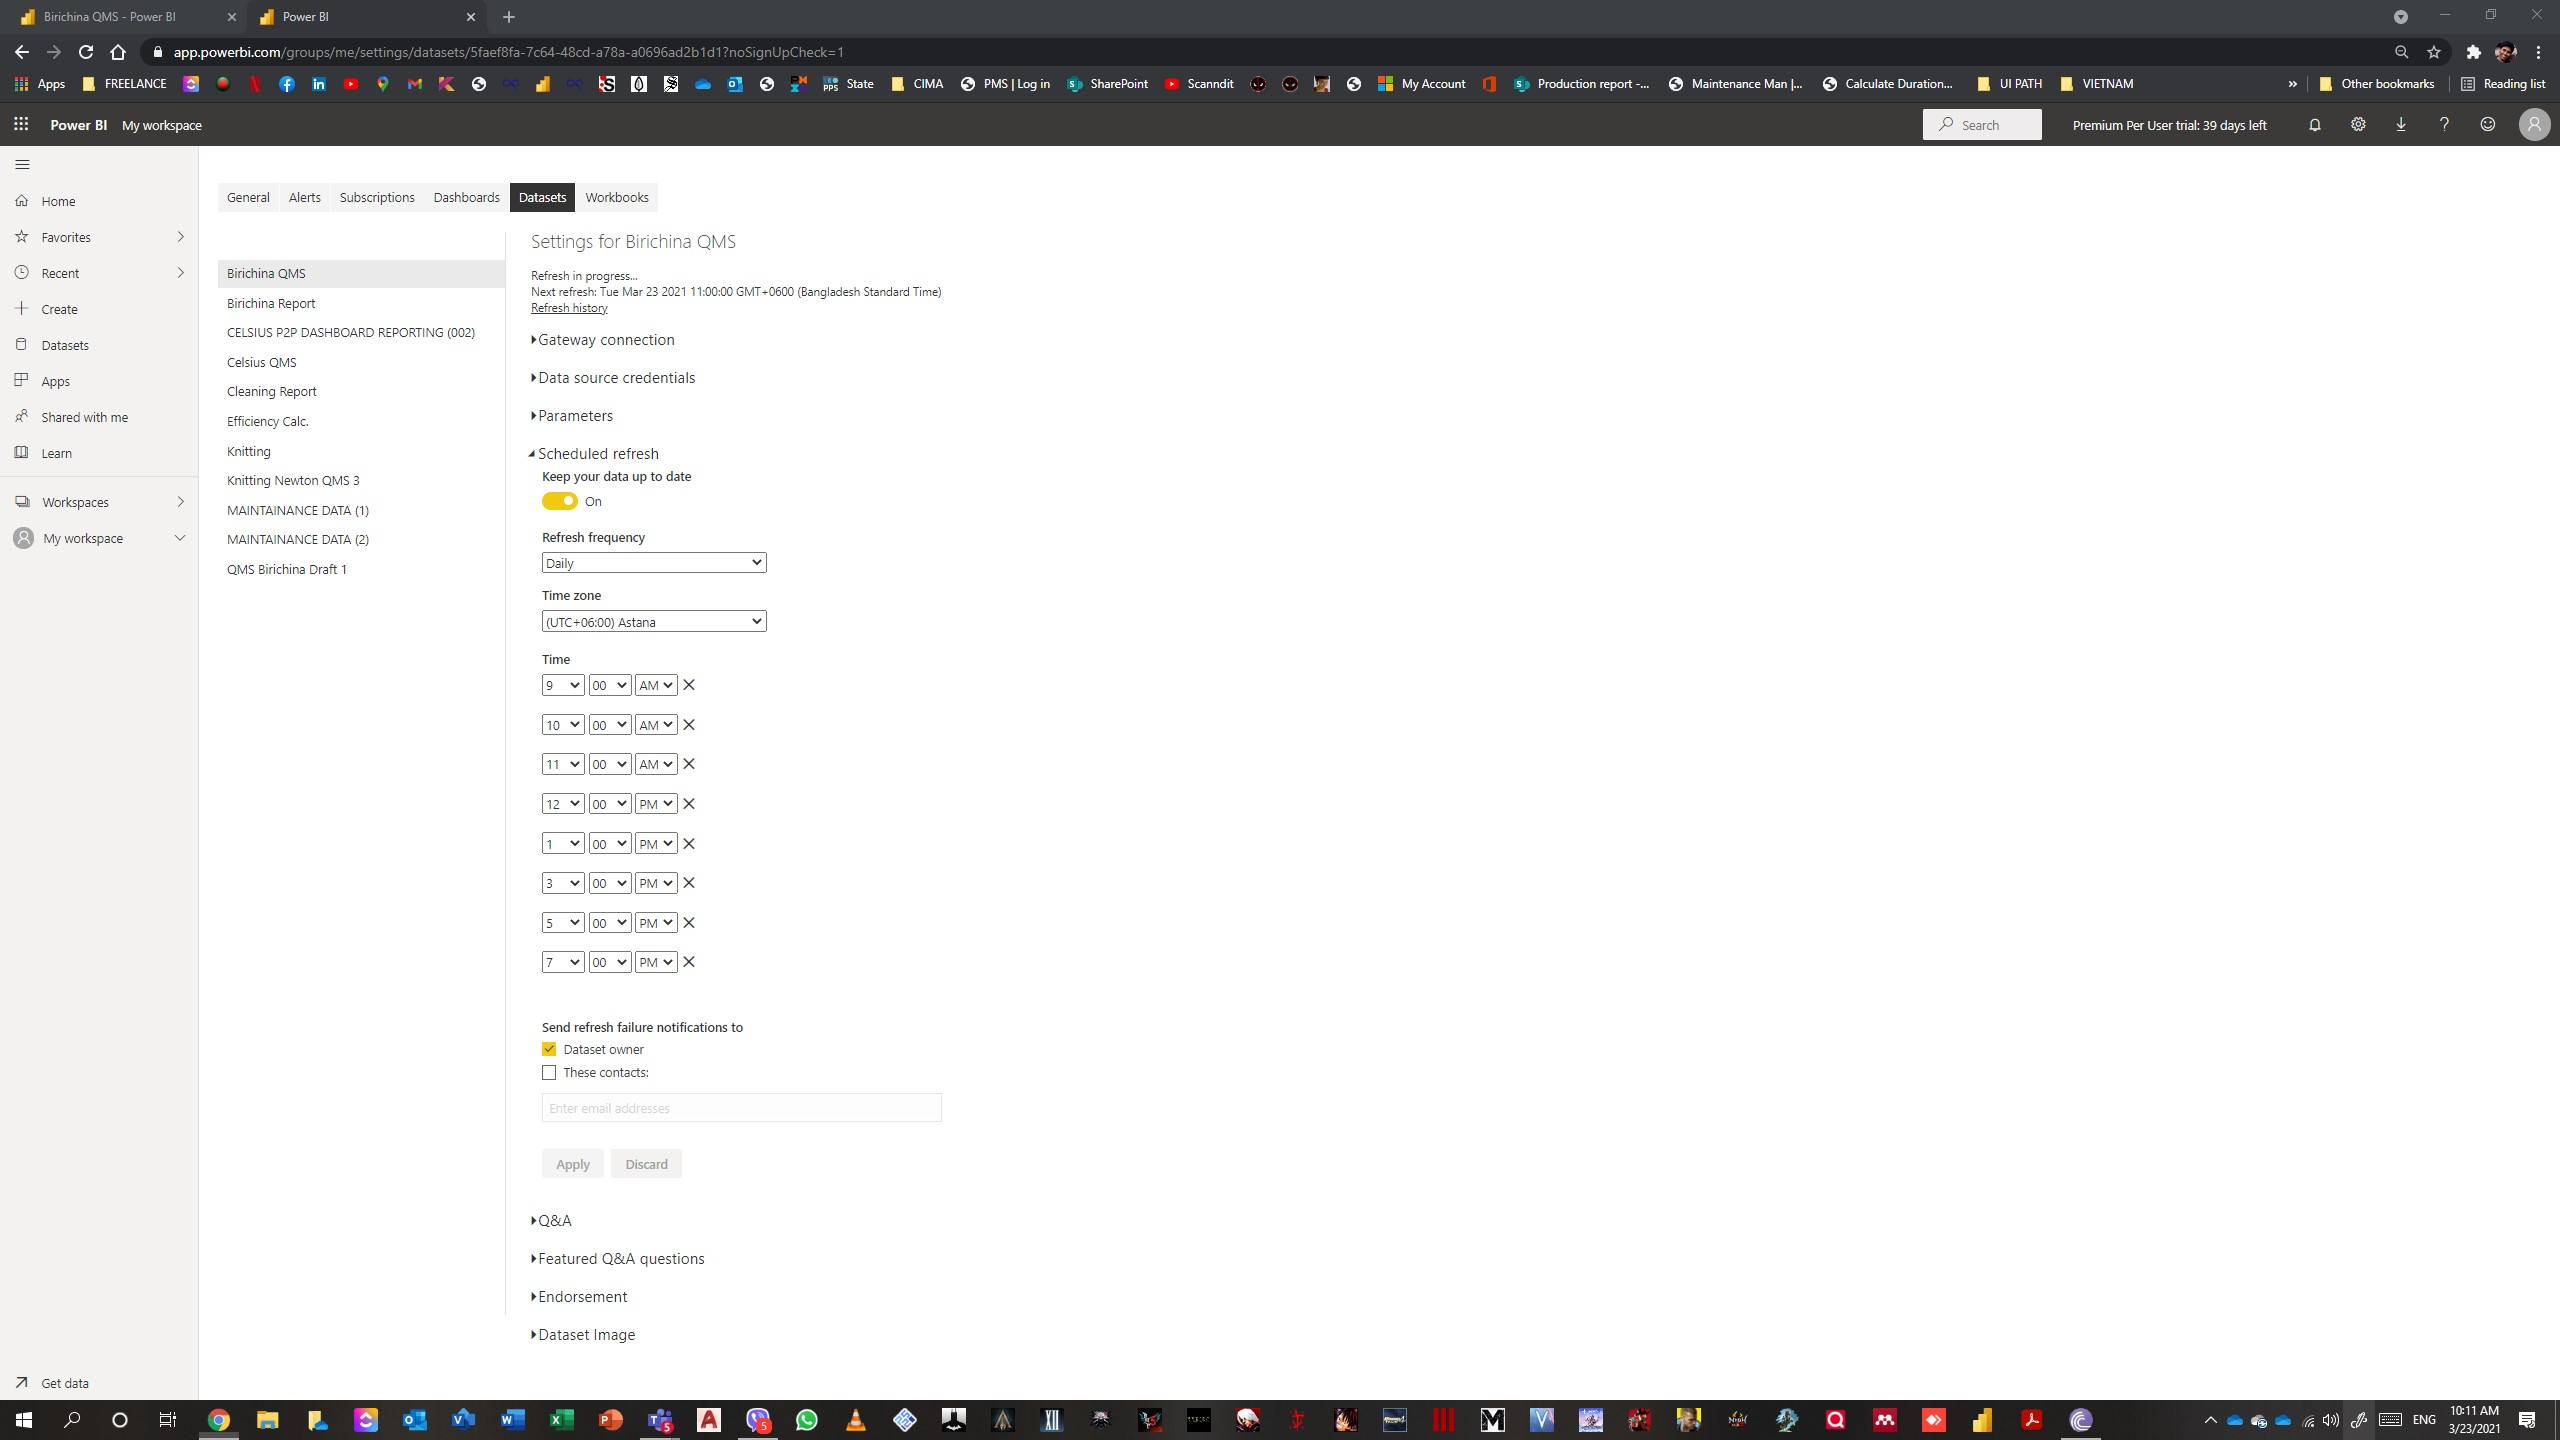 Birichina QMS - Power BI
Power BI
app.powerbi.com/groups/me/settings/datasets/5faef8fa-7c64-48cd-a78a-a0696ad2b1d1?noSignUpCheck=1
Apps FREELANCE State CIMA PMS | Log in SharePoint Scanndit My Account Production report -... Maintenance Man |... Calculate Duration... UI PATH VIETNAM » Other bookmarks Reading list
Power BI My workspace Search Premium Per User trial: 39 days left
Home
Favorites
Recent
Create
Datasets
Apps
Shared with me
Learn
Workspaces
My workspace
Get data
General Alerts Subscriptions Dashboards Datasets Workbooks
Birichina QMS
Birichina Report
CELSIUS P2P DASHBOARD REPORTING (002)
Celsius QMS
Cleaning Report
Efficiency Calc.
Knitting
Knitting Newton QMS 3
MAINTAINANCE DATA (1)
MAINTAINANCE DATA (2)
QMS Birichina Draft 1
Settings for Birichina QMS
Refresh in progress...
Next refresh: Tue Mar 23 2021 11:00:00 GMT+0600 (Bangladesh Standard Time)
Refresh history
Gateway connection
Data source credentials
Parameters
Scheduled refresh
Keep your data up to date
On
Refresh frequency
Daily
Time zone
(UTC+06:00) Astana
Time
9 00 AM
10 00 AM
11 00 AM
12 00 PM
1 00 PM
3 00 PM
5 00 PM
7 00 PM
Send refresh failure notifications to
Dataset owner
These contacts:
Enter email addresses
Apply Discard
Q&A
Featured Q&A questions
Endorsement
Dataset Image
ENG
10:11 AM
3/23/2021